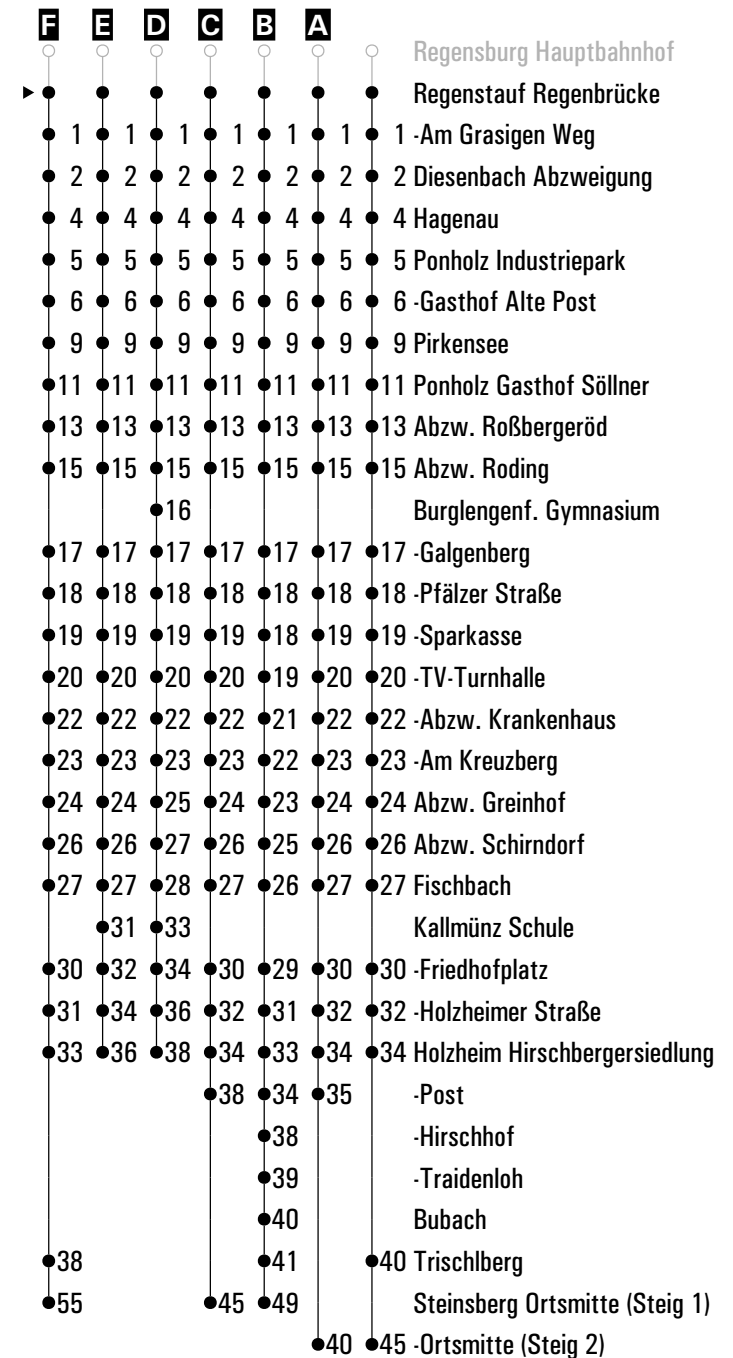 F E D C B A
Regensburg Hauptbahnhof
Regenstauf Regenbrücke
1 1 1 1 1 1 1 -Am Grasigen Weg
2 2 2 2 2 2 2 Diesenbach Abzweigung
4 4 4 4 4 4 4 Hagenau
5 5 5 5 5 5 5 Ponholz Industriepark
6 6 6 6 6 6 6 -Gasthof Alte Post
9 9 9 9 9 9 9 Pirkensee
11 11 11 11 11 11 11 Ponholz Gasthof Söllner
13 13 13 13 13 13 13 Abzw. Roßbergeröd
15 15 15 15 15 15 15 Abzw. Roding
16 Burglengenf. Gymnasium
17 17 17 17 17 17 17 -Galgenberg
18 18 18 18 18 18 18 -Pfälzer Straße
19 19 19 19 18 19 19 -Sparkasse
20 20 20 20 19 20 20 -TV-Turnhalle
22 22 22 22 21 22 22 -Abzw. Krankenhaus
23 23 23 23 22 23 23 -Am Kreuzberg
24 24 25 24 23 24 24 Abzw. Greinhof
26 26 27 26 25 26 26 Abzw. Schirndorf
27 27 28 27 26 27 27 Fischbach
31 33 Kallmünz Schule
30 32 34 30 29 30 30 -Friedhofplatz
31 34 36 32 31 32 32 -Holzheimer Straße
33 36 38 34 33 34 34 Holzheim Hirschbergersiedlung
38 34 35 -Post
38 -Hirschhof
39 -Traidenloh
40 Bubach
38 41 40 Trischlberg
55 45 49 Steinsberg Ortsmitte (Steig 1)
40 45 -Ortsmitte (Steig 2)